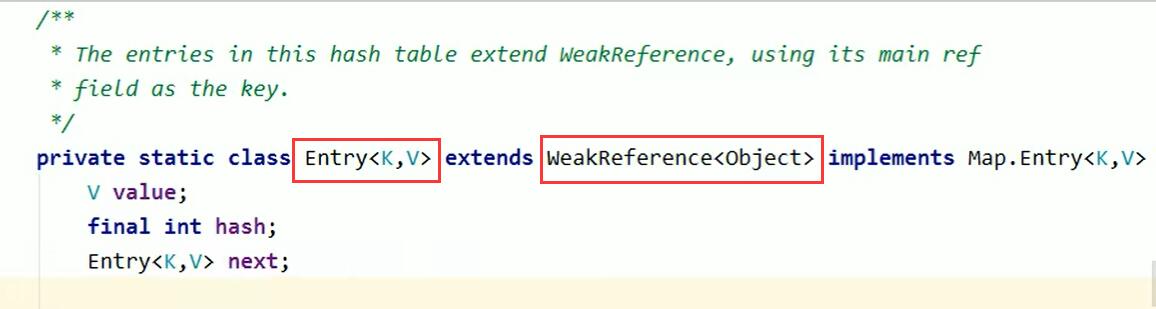 /**
* The entries in this hash table extend WeakReference, using its main ref
* field as the key.
*/
private static class Entry<K,V> extends WeakReference<Object> implements Map.Entry<K,V>
V value;
final int hash;
Entry<K,V> next;